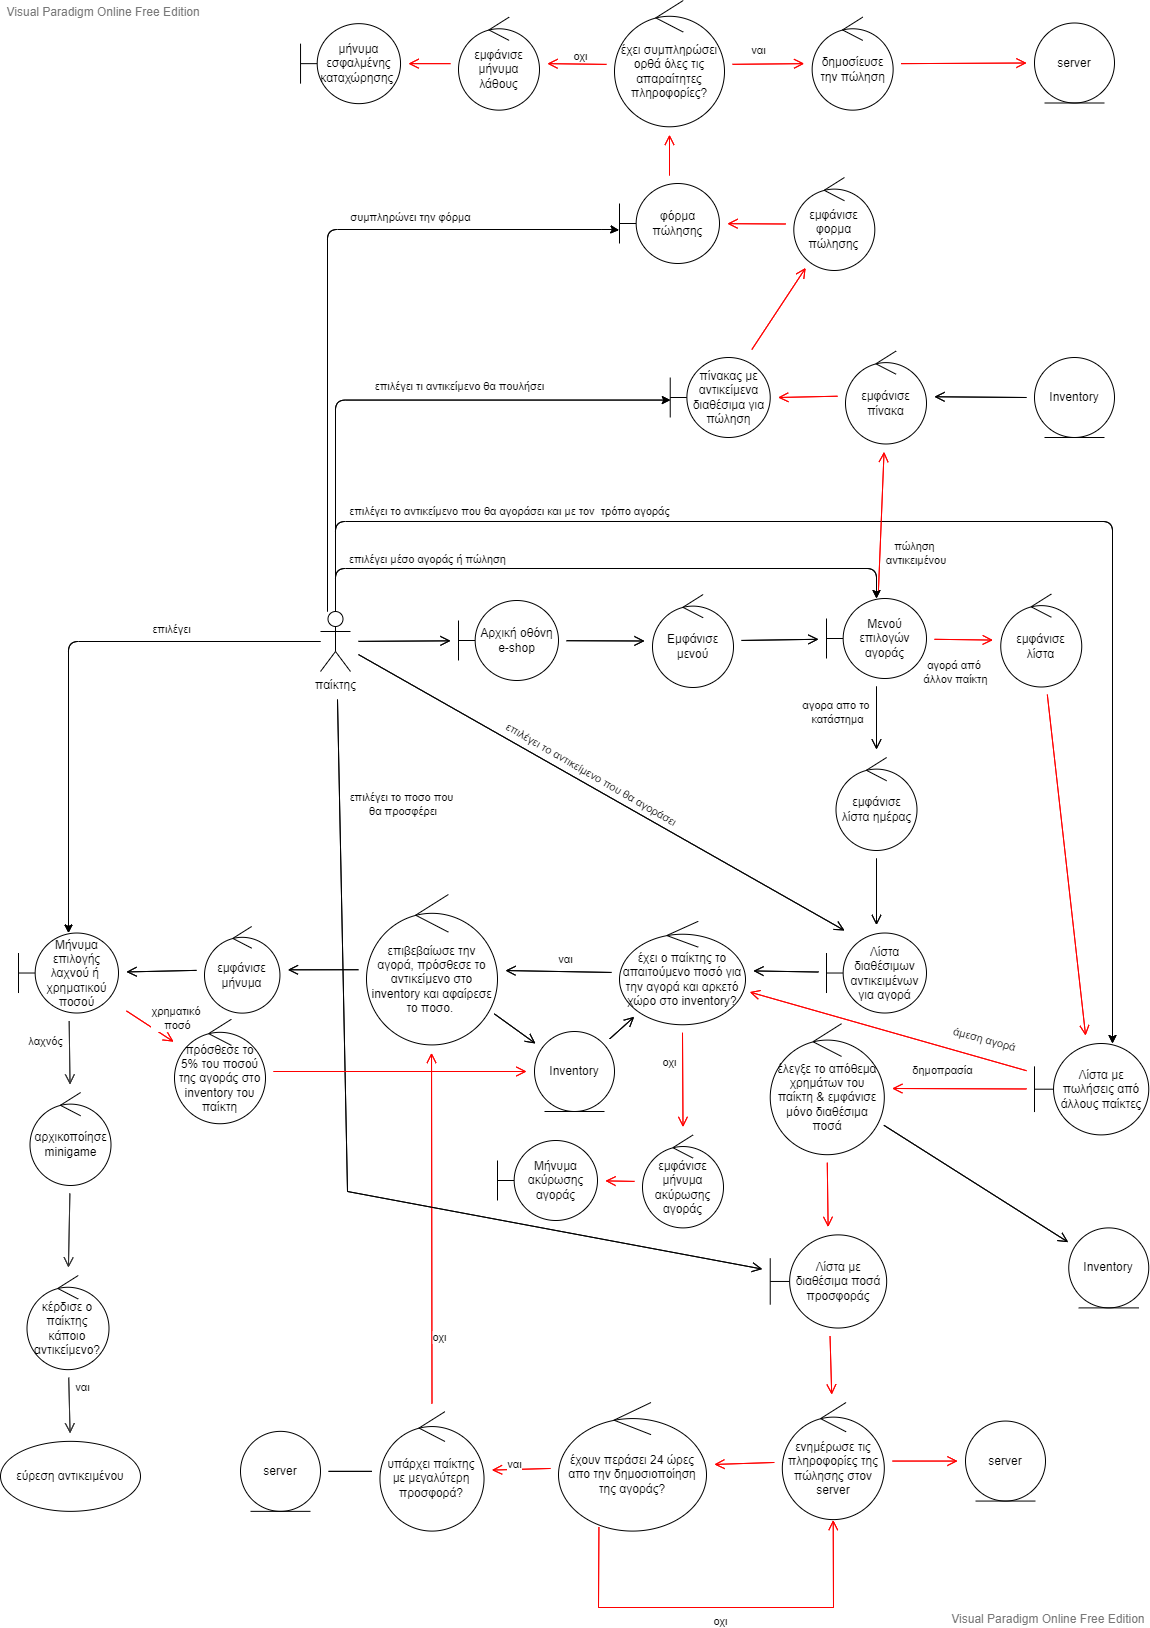 Visual Paradigm Online Free Edition
μήνυμα
εσφαλμένης
καταχώρησης
εμφάνισε
μήνυμα
λάθους
οχι
έχει συμπληρώσει
ορθά όλες τις
απαραίτητες
πληροφορίες?
ναι
δημοσίευσε
την πώληση
server
συμπληρώνει την φόρμα
φόρμα
πώλησης
εμφάνισε
φορμα
πώλησης
επιλέγει τι αντικείμενο θα πουλήσει
πίνακας με
αντικείμενα
διαθέσιμα για
πώληση
εμφάνισε
πίνακα
Inventory
επιλέγει το αντικείμενο που θα αγοράσει και με τον τρόπο αγοράς
επιλέγει μέσο αγοράς ή πώληση
πώληση
αντικειμένου
επιλέγει
παίκτης
Αρχική οθόνη
e-shop
Εμφάνισε
μενού
Μενού
επιλογών
αγοράς
αγορά από
άλλον παίκτη
εμφάνισε
λίστα
αγορα απο το
κατάστημα
επιλέγει το αντικείμενο που θα αγοράσει
επιλέγει το ποσο που
θα προσφέρει
εμφάνισε
λίστα ημέρας
Μήνυμα
επιλογής
λαχνού ή
χρηματικού
ποσού
εμφάνισε
μήνυμα
επιβεβαίωσε την
αγορά, πρόσθεσε το
αντικείμενο στο
inventory και αφαίρεσε
το ποσο.
ναι
έχει ο παίκτης το
απαιτούμενο ποσό για
την αγορά και αρκετό
χώρο στο inventory?
Λίστα
διαθέσιμων
αντικειμένων
για αγορά
λαχνός
χρηματικό
ποσό
πρόσθεσε το
5% του ποσού
της αγοράς στο
inventory του
παίκτη
Inventory
οχι
άμεση αγορά
δημοπρασία
έλεγξε το απόθεμα
χρημάτων του
παίκτη & εμφάνισε
μόνο διαθέσιμα
ποσά
Λίστα με
πωλήσεις από
άλλους παίκτες
αρχικοποίησε
minigame
Μήνυμα
ακύρωσης
αγοράς
εμφάνισε
μήνυμα
ακύρωσης
αγοράς
Λίστα με
διαθέσιμα ποσά
προσφοράς
Inventory
κέρδισε ο
παίκτης
κάποιο
αντικείμενο?
οχι
ναι
εύρεση αντικειμένου
server
υπάρχει παίκτης
με μεγαλύτερη
προσφορά?
ναι
έχουν περάσει 24 ώρες
απο την δημοσιοποίηση
της αγοράς?
ενημέρωσε τις
πληροφορίες της
πώλησης στον
server
server
οχι
Visual Paradigm Online Free Edition